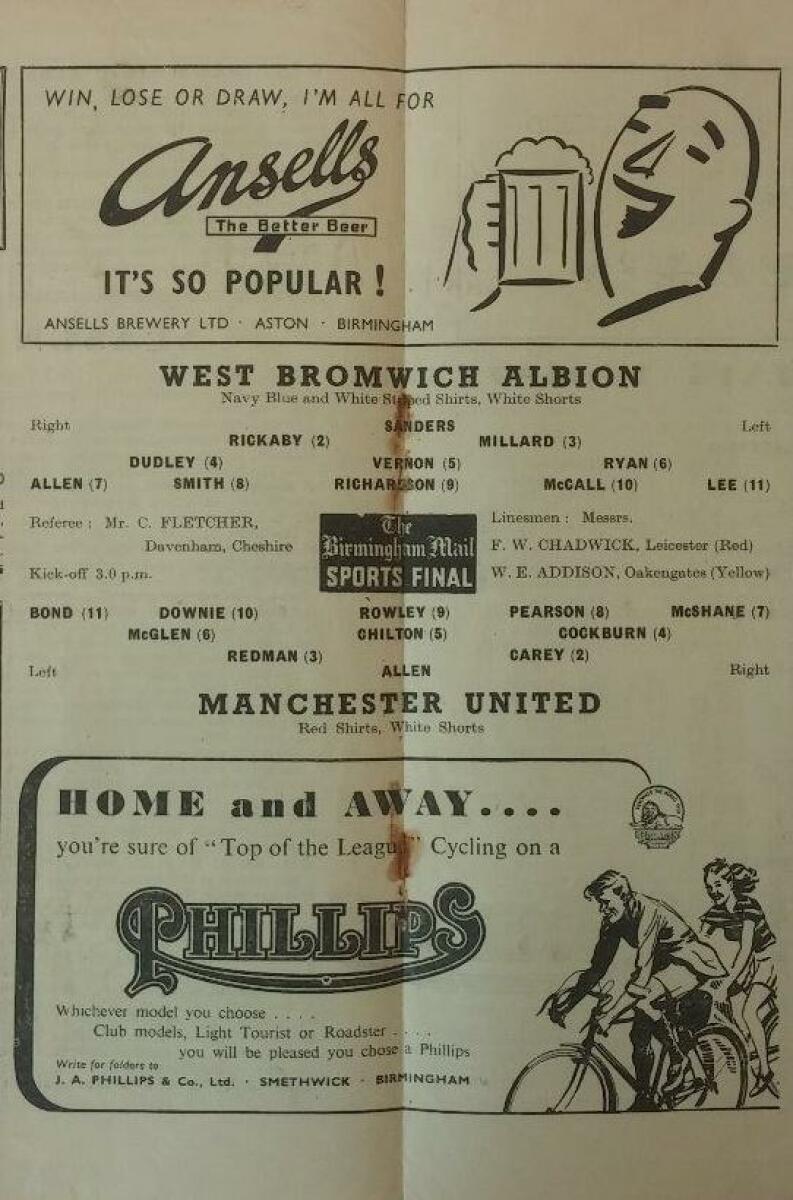 WIN, LOSE OR DRAW, I'M ALL FOR
Ansells
The Better Beer
IT'S SO POPULAR !
ANSELLS BREWERY LTD · ASTON · BIRMINGHAM
WEST BROMWICH ALBION
Navy Blue and White Striped Shirts, White Shorts
Right SANDERS Left
RICKABY (2) MILLARD (3)
DUDLEY (4) VERNON (5) RYAN (6)
ALLEN (7) SMITH (8) RICHARDSON (9) McCALL (10) LEE (11)
Referee : Mr. C. FLETCHER,
Davenham, Cheshire
Kick-off 3.0 p.m.
The
Birmingham Mail
SPORTS FINAL
Linesmen : Messrs.
F. W. CHADWICK, Leicester (Red)
W. E. ADDISON, Oakengates (Yellow)
BOND (11) DOWNIE (10) ROWLEY (9) PEARSON (8) McSHANE (7)
McGLEN (6) CHILTON (5) COCKBURN (4)
REDMAN (3) CAREY (2)
Left ALLEN Right
MANCHESTER UNITED
Red Shirts, White Shorts
HOME and AWAY....
you're sure of "Top of the League" Cycling on a
PHILLIPS
Whichever model you choose . . . .
Club models, Light Tourist or Roadster . . . .
you will be pleased you chose a Phillips
Write for folders to
J. A. PHILLIPS & Co., Ltd. · SMETHWICK · BIRMINGHAM